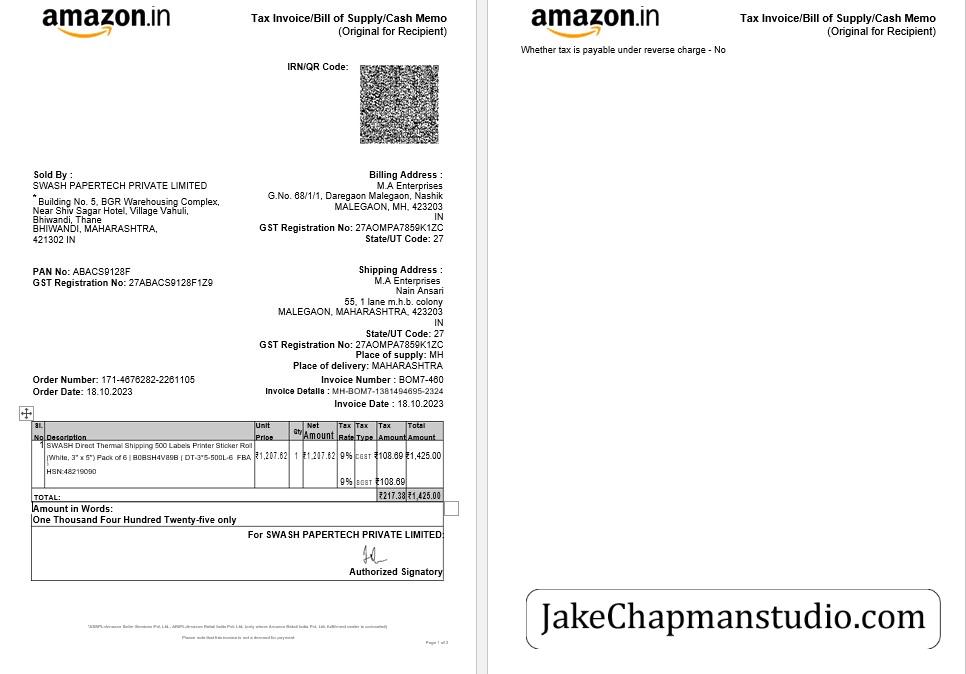 amazon.in
Tax Invoice/Bill of Supply/Cash Memo
(Original for Recipient)
IRN/QR Code:
Sold By :
SWASH PAPERTECH PRIVATE LIMITED
* Building No. 5, BGR Warehousing Complex,
Near Shiv Sagar Hotel, Village Vahuli,
Bhiwandi, Thane
BHIWANDI, MAHARASHTRA,
421302 IN
Billing Address :
M.A Enterprises
G.No. 68/1/1, Daregaon Malegaon, Nashik
MALEGAON, MH, 423203
IN
GST Registration No: 27AOMPA7859K1ZC
State/UT Code: 27
PAN No: ABACS9128F
GST Registration No: 27ABACS9128F1Z9
Shipping Address :
M.A Enterprises
Nain Ansari
55, 1 lane m.h.b. colony
MALEGAON, MAHARASHTRA, 423203
IN
State/UT Code: 27
GST Registration No: 27AOMPA7859K1ZC
Place of supply: MH
Place of delivery: MAHARASHTRA
Order Number: 171-4676282-2261105
Order Date: 18.10.2023
Invoice Number : BOM7-460
Invoice Details : MH-BOM7-1381494695-2324
Invoice Date : 18.10.2023
Sl. No Description Unit Price Qty Net Amount Tax Rate Tax Type Tax Amount Total Amount
1 SWASH Direct Thermal Shipping 500 Labels Printer Sticker Roll
(White, 3" x 5") Pack of 6 | B0BSH4V89B ( DT-3*5-500L-6 FBA
)
HSN:48219090
₹1,207.62 1 ₹1,207.62 9% CGST ₹108.69 ₹1,425.00
9% SGST ₹108.69
TOTAL: ₹217.38 ₹1,425.00
Amount in Words:
One Thousand Four Hundred Twenty-five only
For SWASH PAPERTECH PRIVATE LIMITED:
Authorized Signatory
Please note that this invoice is not a demand for payment
Page 1 of 2
amazon.in
Tax Invoice/Bill of Supply/Cash Memo
(Original for Recipient)
Whether tax is payable under reverse charge - No
JakeChapmanstudio.com